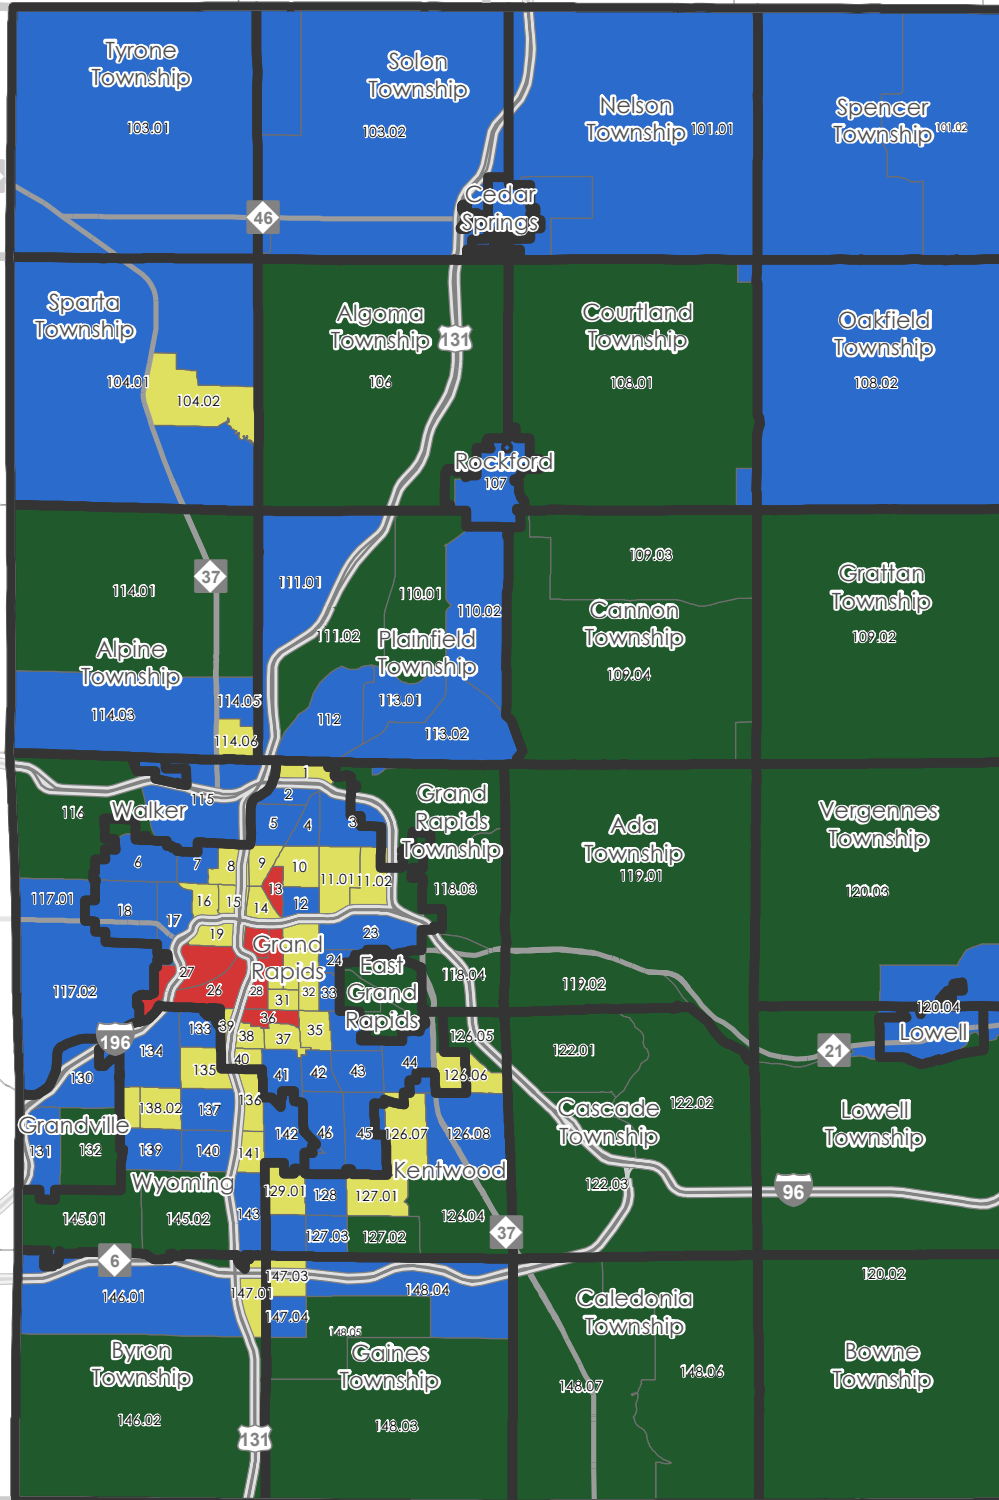 Tyrone
Township
103.01
Solon
Township
103.02
Nelson
Township
101.01
Spencer
Township
101.02
Cedar
Springs
46
Sparta
Township
104.01
104.02
Algoma
Township
131
106
Courtland
Township
108.01
Oakfield
Township
108.02
Rockford
107
114.01
37
111.01
110.01
110.02
109.03
Cannon
Township
109.04
Grattan
Township
109.02
111.02
Plainfield
Township
Alpine
Township
114.03
114.05
114.06
112
113.01
113.02
1
2
3
4
5
116
Walker
115
Grand
Rapids
Township
118.03
Ada
Township
119.01
Vergennes
Township
120.03
6
7
8
9
10
11.01
11.02
12
13
14
15
16
17
18
19
117.01
117.02
23
24
Grand
Rapids
East
Grand
Rapids
118.04
119.02
120.04
Lowell
26
27
28
31
32
33
35
36
37
38
39
40
133
134
196
130
135
126.05
126.06
122.01
122.02
21
41
42
43
44
45
46
136
137
138.02
139
140
141
142
143
Grandville
131
132
126.07
126.08
Cascade
Township
Lowell
Township
Kentwood
Wyoming
129.01
128
127.01
127.03
127.02
126.04
37
122.03
96
145.01
145.02
6
146.01
147.03
147.01
147.04
148.04
148.05
120.02
Caledonia
Township
Byron
Township
146.02
Gaines
Township
148.03
131
148.07
148.06
Bowne
Township